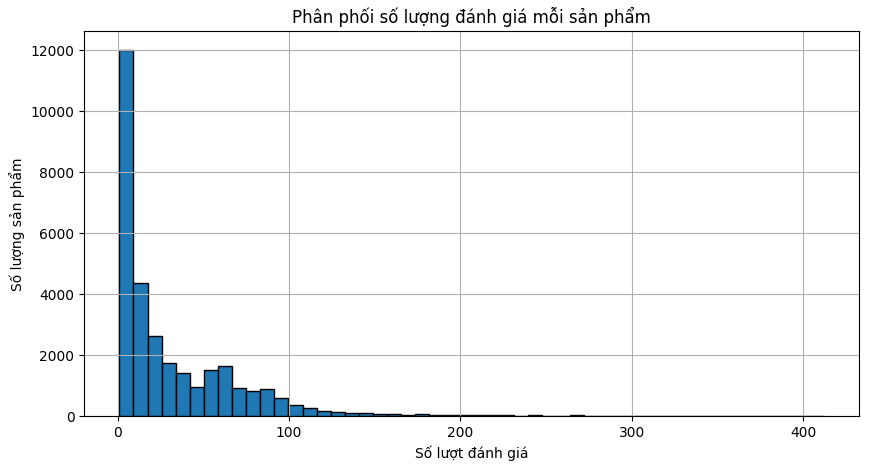 Phân phối số lượng đánh giá mỗi sản phẩm
12000
10000
8000
6000
4000
2000
0
Số lượng sản phẩm
0 100 200 300 400
Số lượt đánh giá